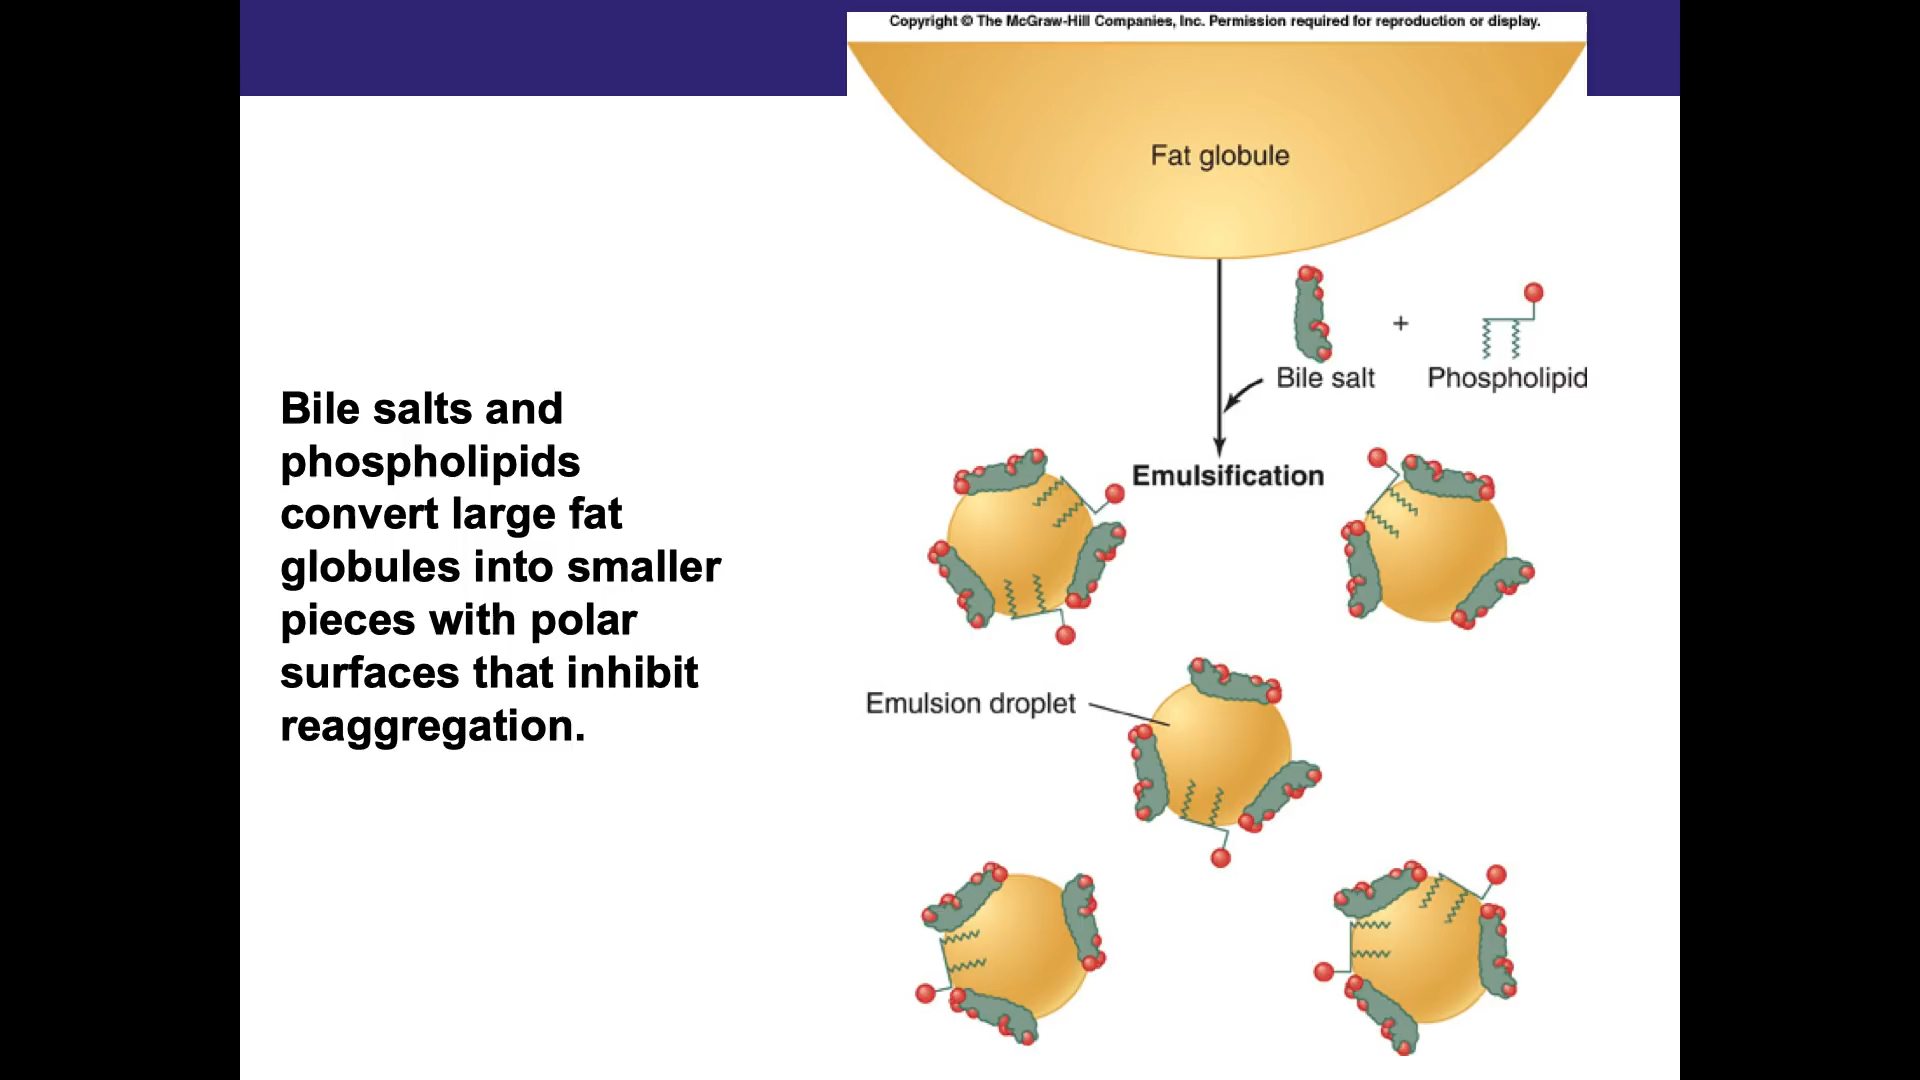 Copyright © The McGraw-Hill Companies, Inc. Permission required for reproduction or display.
Fat globule
+
Bile salt
Phospholipid
Emulsification
Bile salts and
phospholipids
convert large fat
globules into smaller
pieces with polar
surfaces that inhibit
reaggregation.
Emulsion droplet